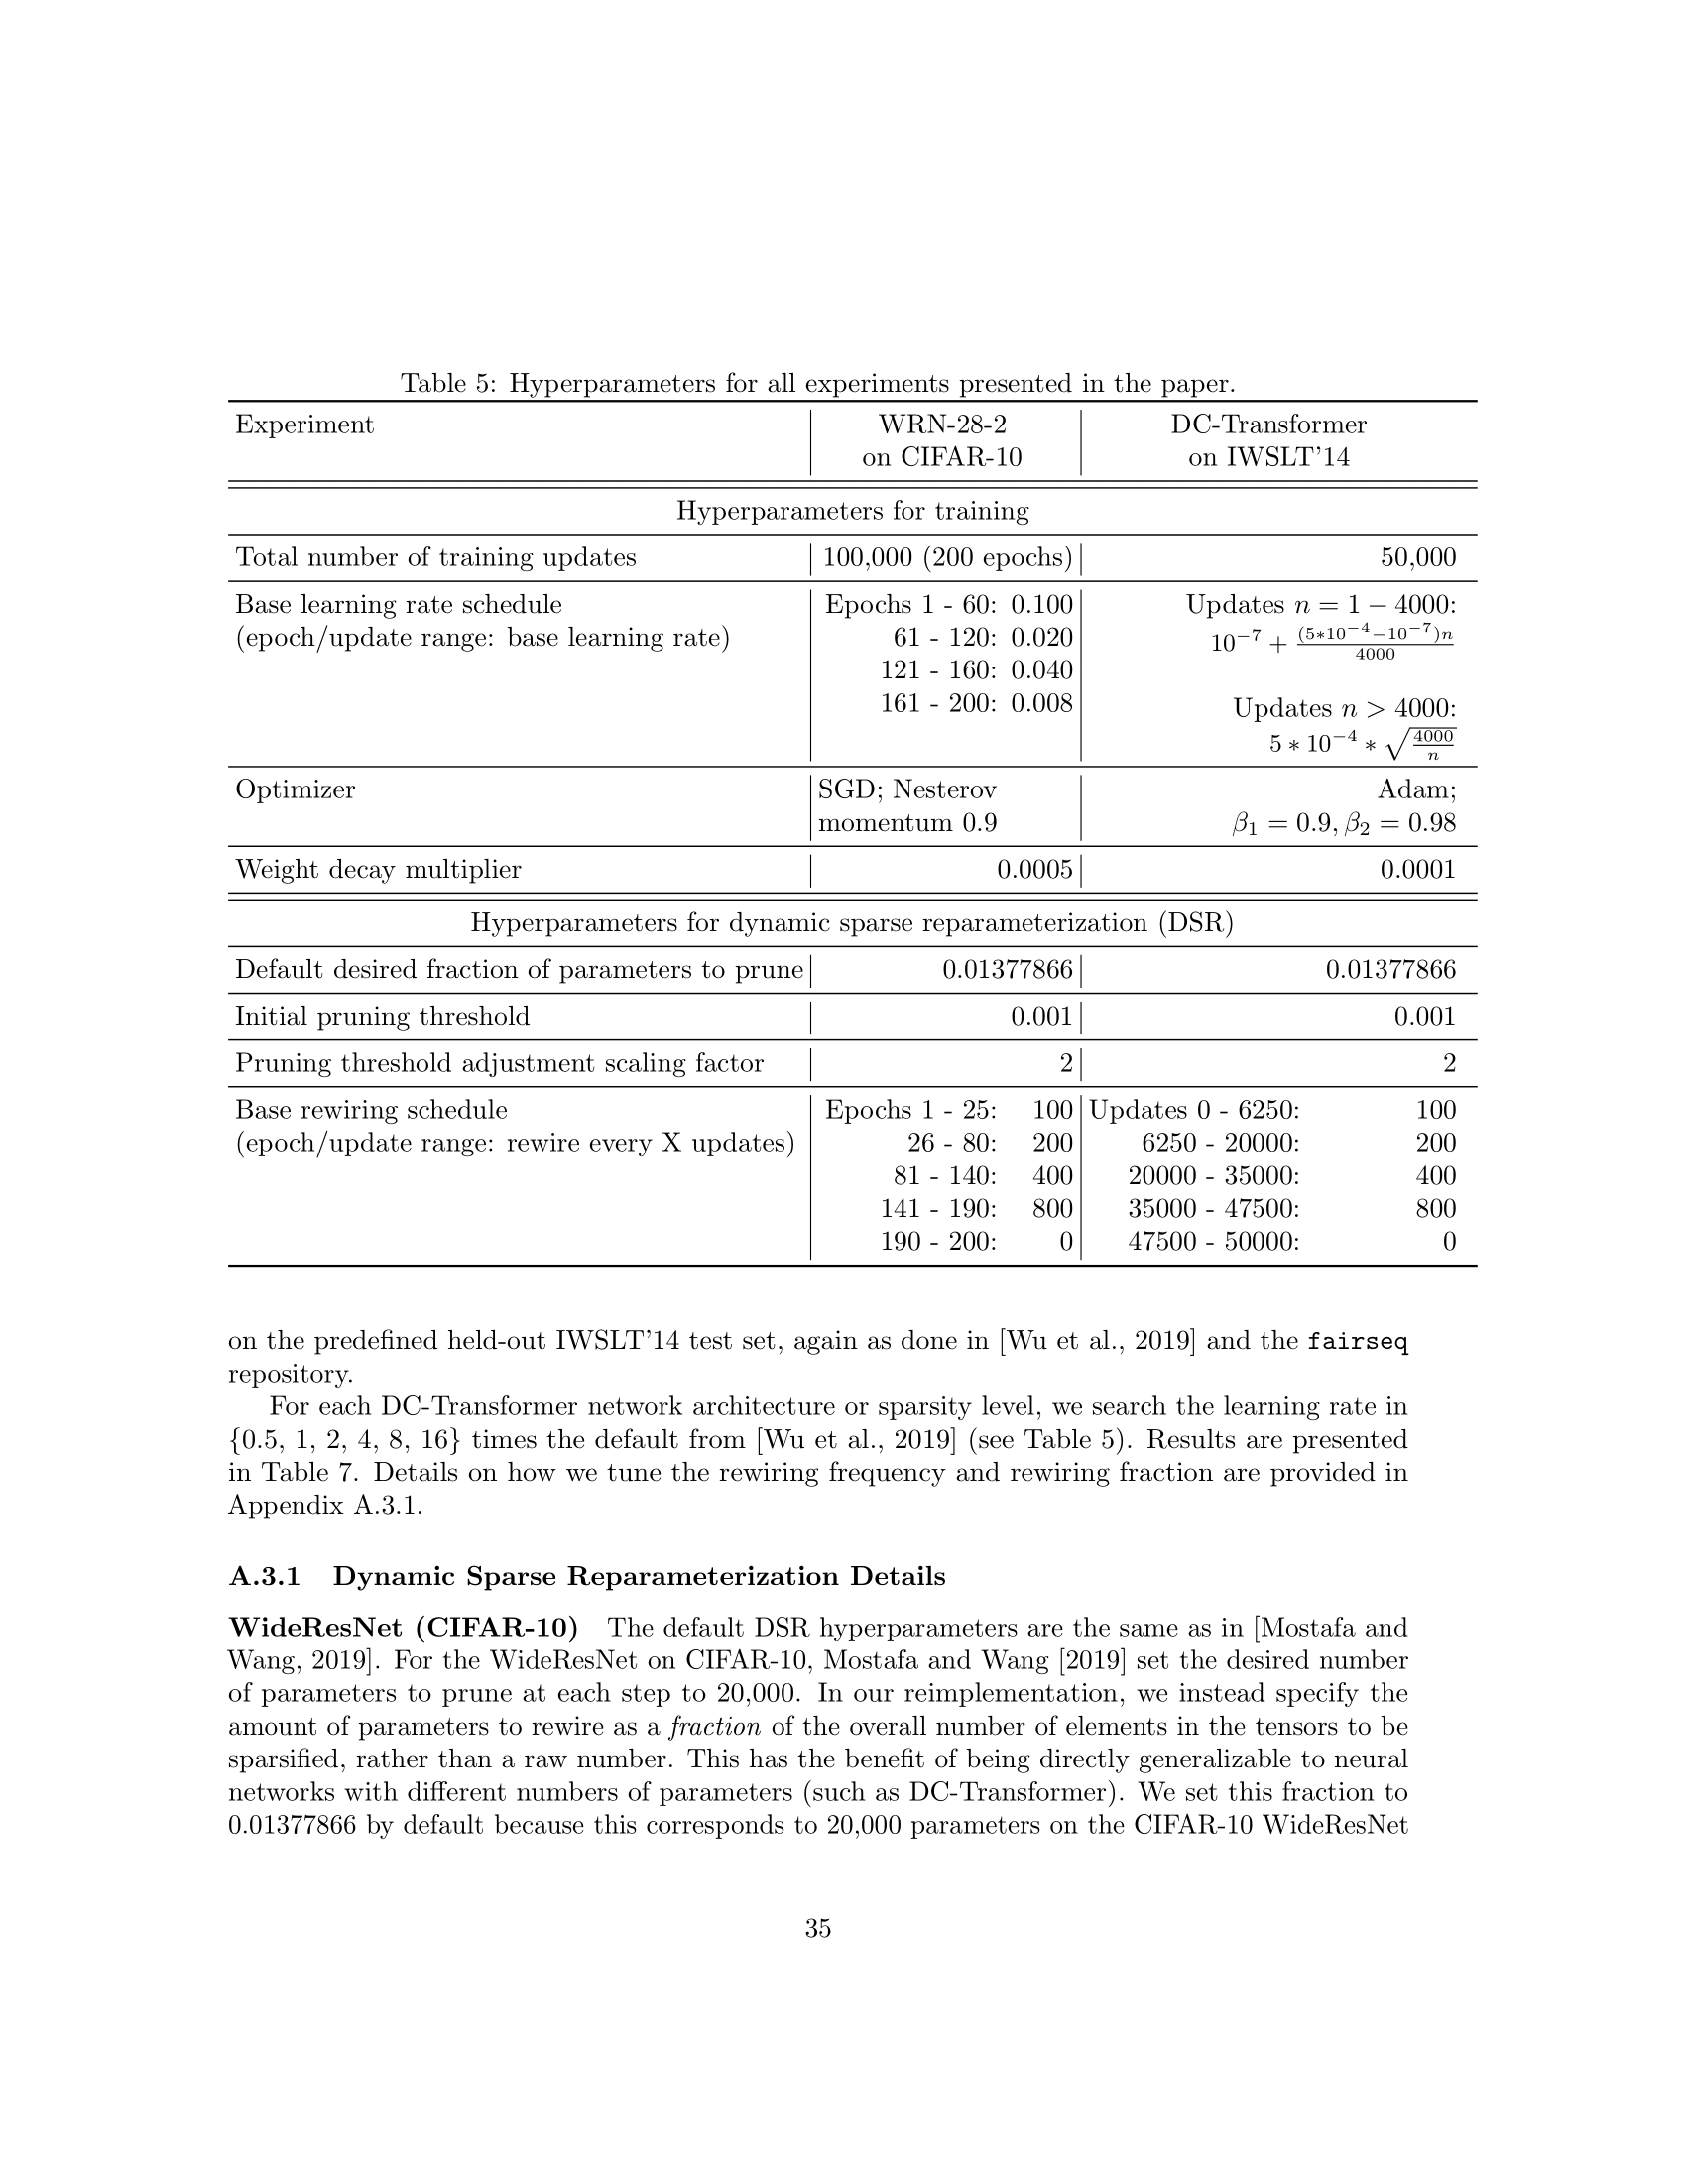 Table 5: Hyperparameters for all experiments presented in the paper.
Experiment WRN-28-2 DC-Transformer
on CIFAR-10 on IWSLT'14
Hyperparameters for training
Total number of training updates 100,000 (200 epochs) 50,000
Base learning rate schedule Epochs 1 - 60: 0.100 Updates n = 1 − 4000:
(epoch/update range: base learning rate) 61 - 120: 0.020 10^{−7} + \frac{(5∗10^{−4}−10^{−7})n}{4000}
121 - 160: 0.040
161 - 200: 0.008 Updates n > 4000:
5 ∗ 10^{−4} ∗ \sqrt{\frac{4000}{n}}
Optimizer SGD; Nesterov Adam;
momentum 0.9 β₁ = 0.9, β₂ = 0.98
Weight decay multiplier 0.0005 0.0001
Hyperparameters for dynamic sparse reparameterization (DSR)
Default desired fraction of parameters to prune 0.01377866 0.01377866
Initial pruning threshold 0.001 0.001
Pruning threshold adjustment scaling factor 2 2
Base rewiring schedule Epochs 1 - 25: 100 Updates 0 - 6250: 100
(epoch/update range: rewire every X updates) 26 - 80: 200 6250 - 20000: 200
81 - 140: 400 20000 - 35000: 400
141 - 190: 800 35000 - 47500: 800
190 - 200: 0 47500 - 50000: 0
on the predefined held-out IWSLT'14 test set, again as done in [Wu et al., 2019] and the fairseq
repository.
For each DC-Transformer network architecture or sparsity level, we search the learning rate in
{0.5, 1, 2, 4, 8, 16} times the default from [Wu et al., 2019] (see Table 5). Results are presented
in Table 7. Details on how we tune the rewiring frequency and rewiring fraction are provided in
Appendix A.3.1.
A.3.1 Dynamic Sparse Reparameterization Details
WideResNet (CIFAR-10) The default DSR hyperparameters are the same as in [Mostafa and
Wang, 2019]. For the WideResNet on CIFAR-10, Mostafa and Wang [2019] set the desired number
of parameters to prune at each step to 20,000. In our reimplementation, we instead specify the
amount of parameters to rewire as a fraction of the overall number of elements in the tensors to be
sparsified, rather than a raw number. This has the benefit of being directly generalizable to neural
networks with different numbers of parameters (such as DC-Transformer). We set this fraction to
0.01377866 by default because this corresponds to 20,000 parameters on the CIFAR-10 WideResNet
35